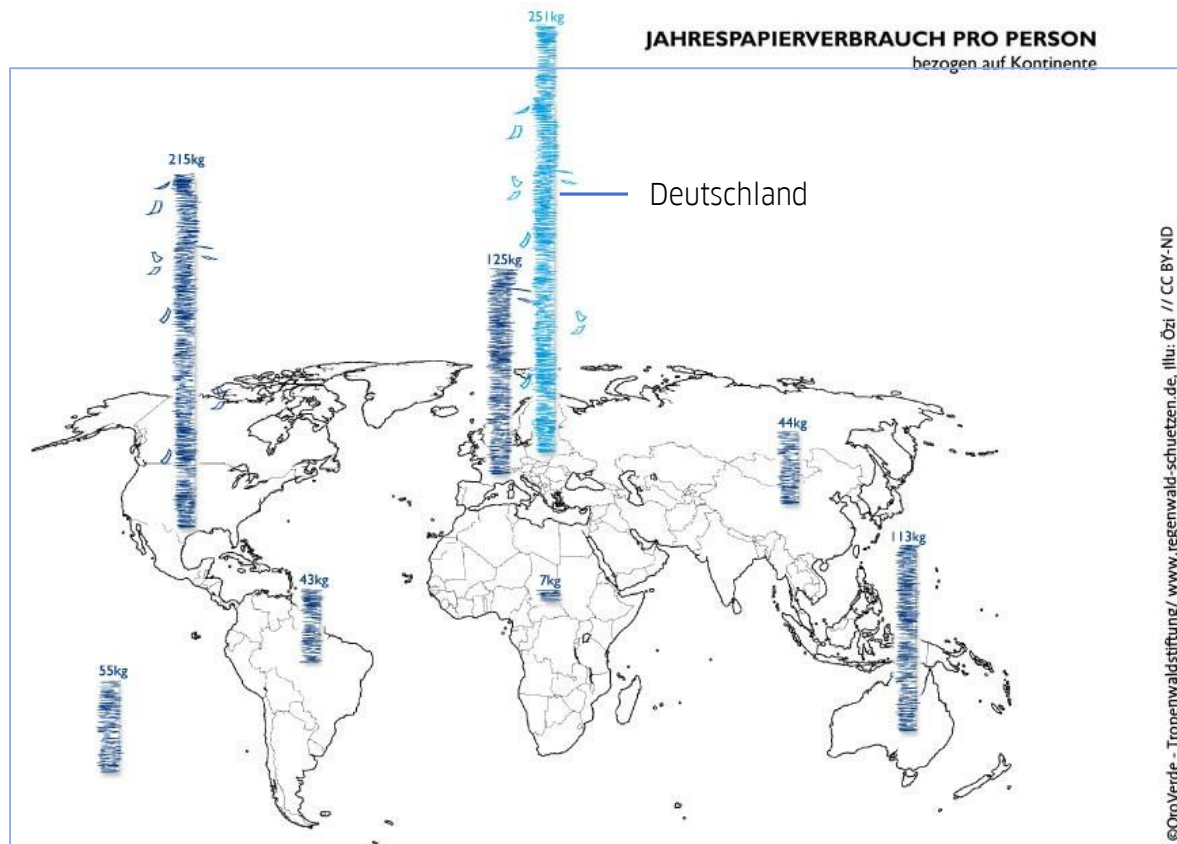 251kg
JAHRESPAPIERVERBRAUCH PRO PERSON
bezogen auf Kontinente
215kg
Deutschland
125kg
44kg
113kg
43kg
7kg
55kg
©OroVerde - Tropenwaldstiftung/ www.regenwald-schuetzen.de, Illu: Özi // CC BY-ND